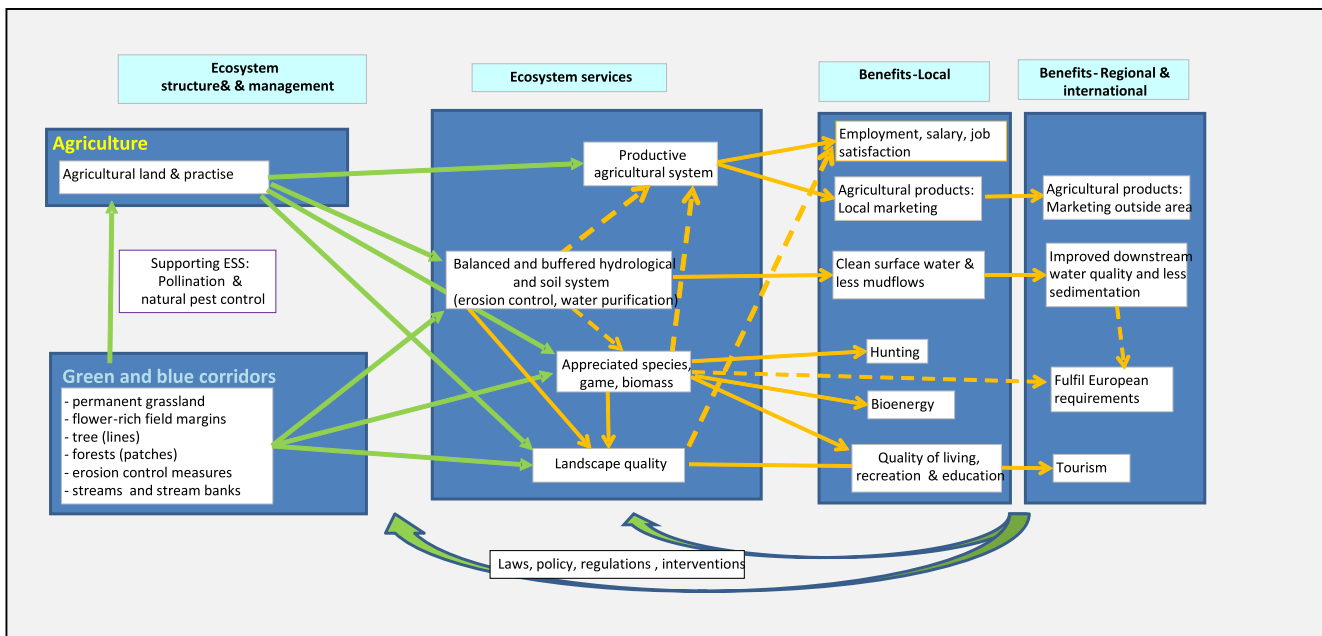 Ecosystem
structure& & management
Ecosystem services
Benefits-Local
Benefits-Regional &
international
Agriculture
Agricultural land & practise
Supporting ESS:
Pollination &
natural pest control
Green and blue corridors
- permanent grassland
- flower-rich field margins
- tree (lines)
- forests (patches)
- erosion control measures
- streams and stream banks
Productive
agricultural system
Balanced and buffered hydrological
and soil system
(erosion control, water purification)
Appreciated species,
game, biomass
Landscape quality
Employment, salary, job
satisfaction
Agricultural products:
Local marketing
Clean surface water &
less mudflows
Hunting
Bioenergy
Quality of living,
recreation & education
Agricultural products:
Marketing outside area
Improved downstream
water quality and less
sedimentation
Fulfil European
requirements
Tourism
Laws, policy, regulations , interventions